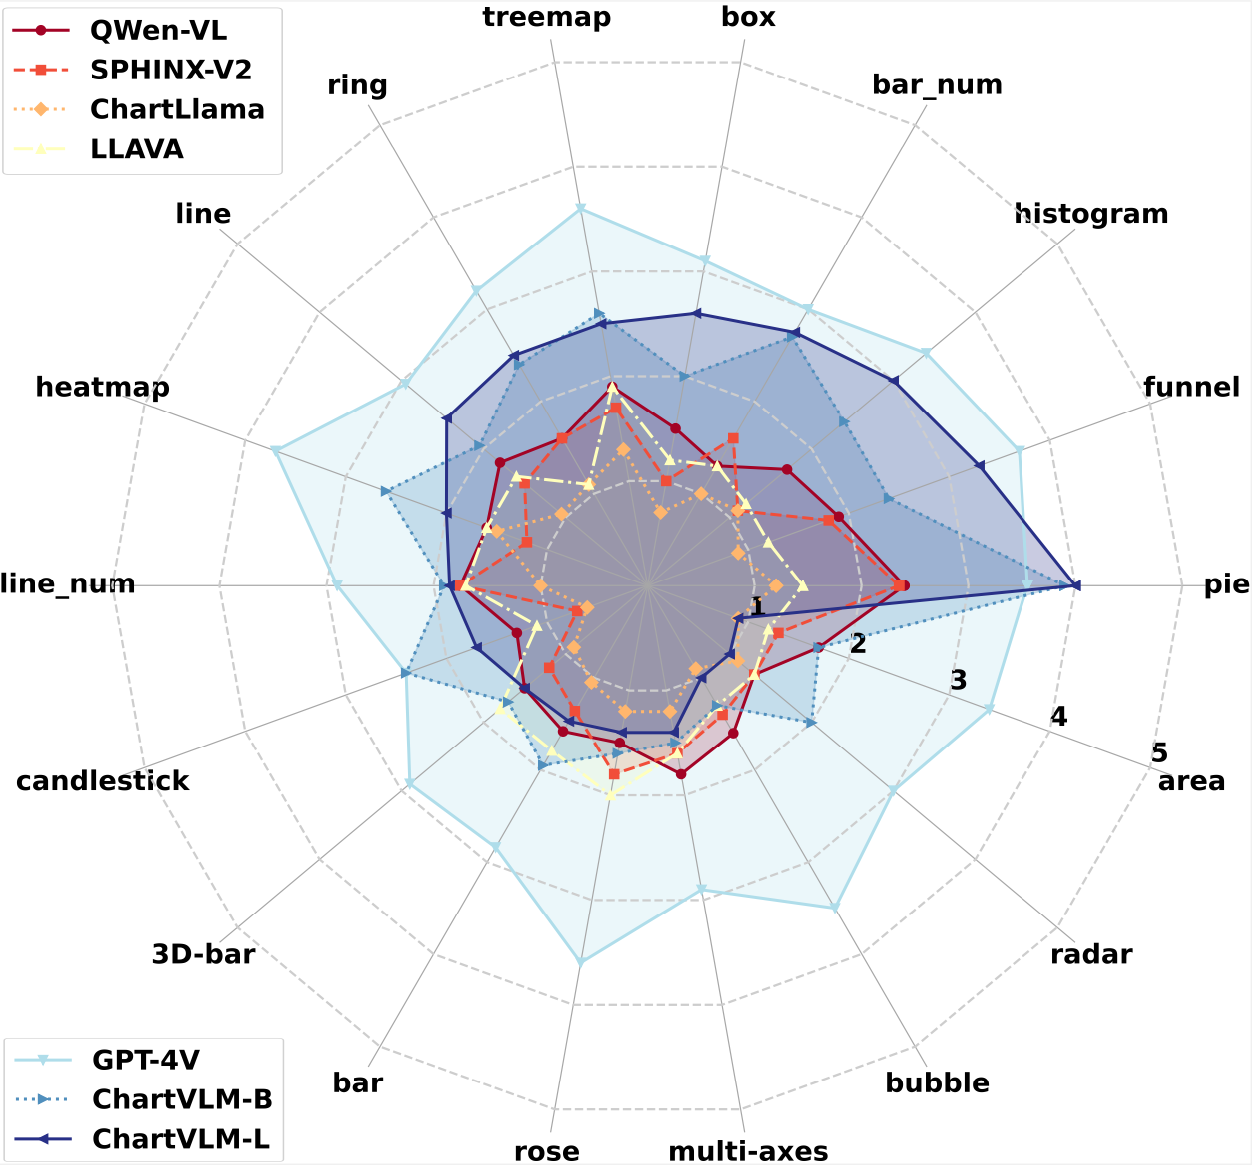 QWen-VL
SPHINX-V2
ChartLlama
LLAVA
treemap
box
ring
bar_num
line
histogram
heatmap
funnel
line_num
pie
1
2
3
4
5
candlestick
area
3D-bar
radar
bar
bubble
rose
multi-axes
GPT-4V
ChartVLM-B
ChartVLM-L